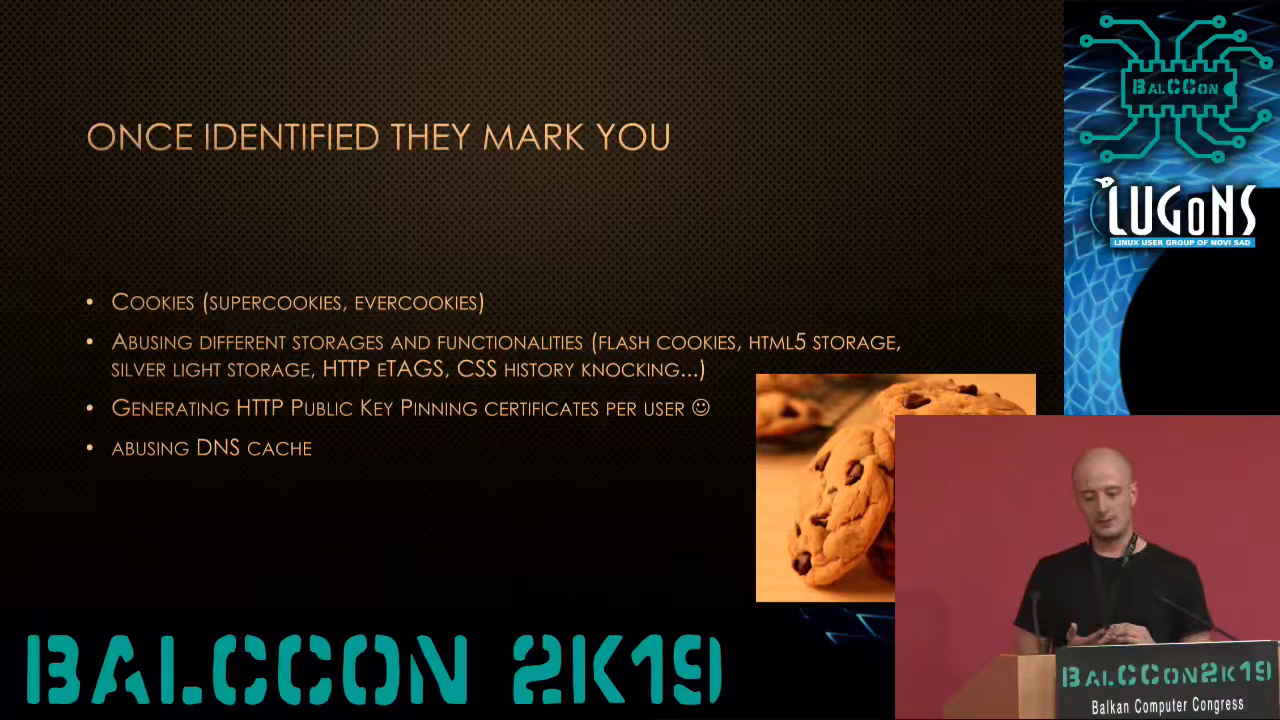 ONCE IDENTIFIED THEY MARK YOU
• COOKIES (SUPERCOOKIES, EVERCOOKIES)
• ABUSING DIFFERENT STORAGES AND FUNCTIONALITIES (FLASH COOKIES, HTML5 STORAGE,
SILVER LIGHT STORAGE, HTTP ETAGS, CSS HISTORY KNOCKING...)
• GENERATING HTTP PUBLIC KEY PINNING CERTIFICATES PER USER ☺
• ABUSING DNS CACHE
BALCCON
LUGONS
LINUX USER GROUP OF NOVI SAD
BALCCON 2K19
BALCCON2K19
Balkan Computer Congress